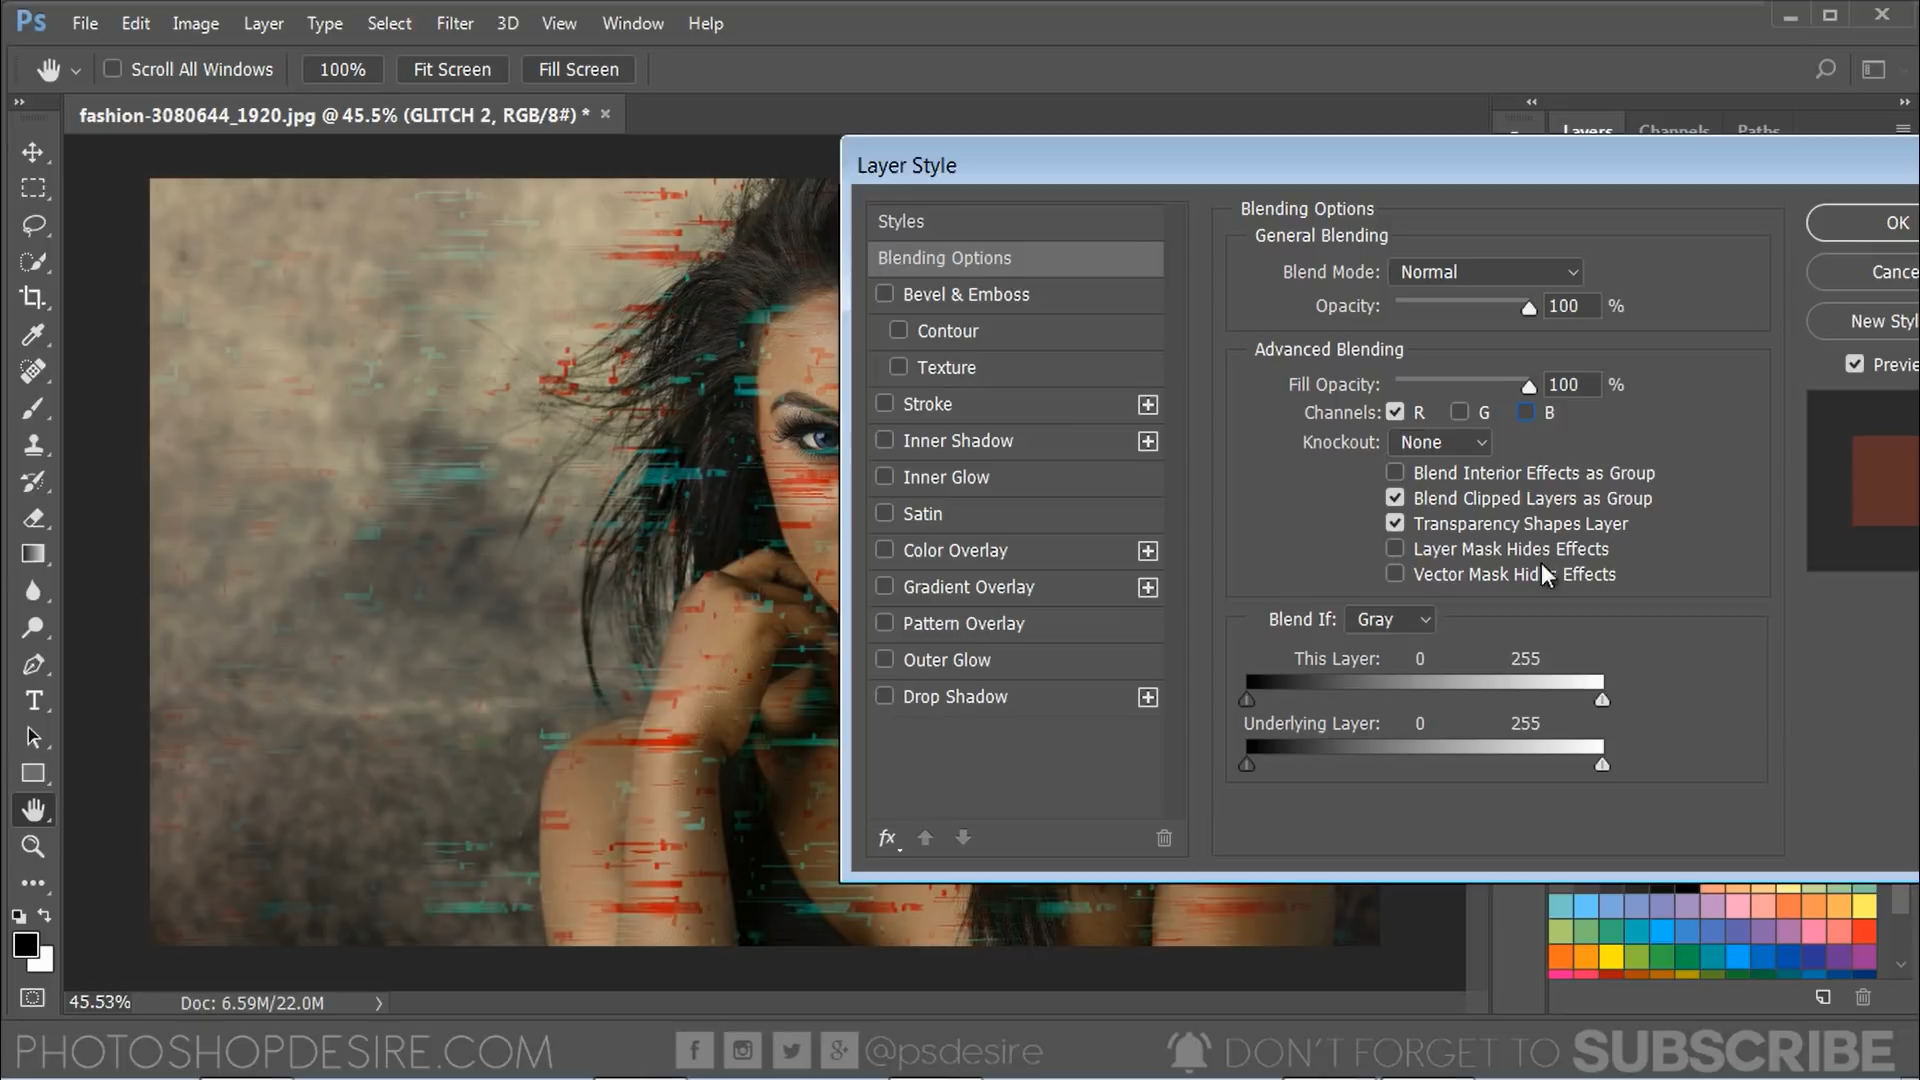 Ps File Edit Image Layer Type Select Filter 3D View Window Help
Scroll All Windows 100% Fit Screen Fill Screen
fashion-3080644_1920.jpg @ 45.5% (GLITCH 2, RGB/8#) * ×
Layers Channels Paths
Layer Style
Styles
Blending Options
Bevel & Emboss
Contour
Texture
Stroke
Inner Shadow
Inner Glow
Satin
Color Overlay
Gradient Overlay
Pattern Overlay
Outer Glow
Drop Shadow
fx
Blending Options
General Blending
Blend Mode: Normal
Opacity: 100 %
Advanced Blending
Fill Opacity: 100 %
Channels: R G B
Knockout: None
Blend Interior Effects as Group
Blend Clipped Layers as Group
Transparency Shapes Layer
Layer Mask Hides Effects
Vector Mask Hides Effects
Blend If: Gray
This Layer: 0 255
Underlying Layer: 0 255
OK
Cance
New Styl
Previe
45.53% Doc: 6.59M/22.0M
PHOTOSHOPDESIRE.COM @psdesire DON'T FORGET TO SUBSCRIBE